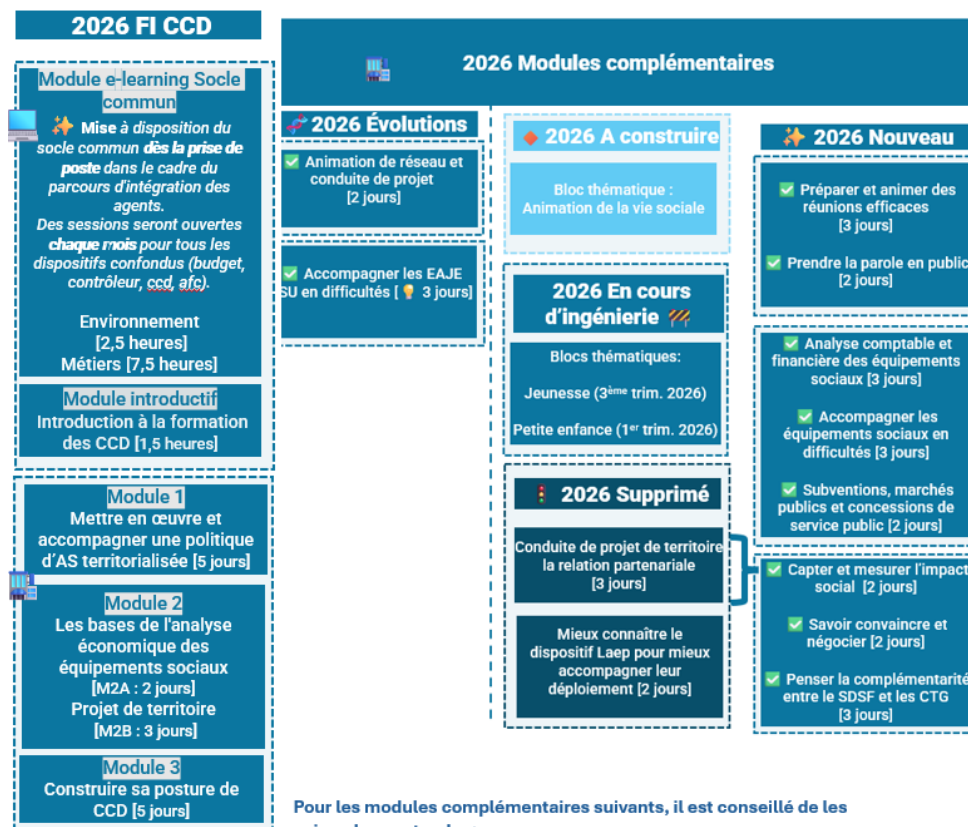 2026 FI CCD
Module e-learning Socle
commun
✨ Mise à disposition du
socle commun dès la prise de
poste dans le cadre du
parcours d'intégration des
agents.
Des sessions seront ouvertes
chaque mois pour tous les
dispositifs confondus (budget,
contrôleur, ccd, afc).
Environnement
[2,5 heures]
Métiers [7,5 heures]
Module introductif
Introduction à la formation
des CCD [1,5 heures]
Module 1
Mettre en œuvre et
accompagner une politique
d'AS territorialisée [5 jours]
Module 2
Les bases de l'analyse
économique des
équipements sociaux
[M2A : 2 jours]
Projet de territoire
[M2B : 3 jours]
Module 3
Construire sa posture de
CCD [5 jours]
2026 Modules complémentaires
2026 Évolutions
✅ Animation de réseau et
conduite de projet
[2 jours]
✅ Accompagner les EAJE
SU en difficultés [💡 3 jours]
2026 A construire
Bloc thématique :
Animation de la vie sociale
2026 En cours
d'ingénierie 🚧
Blocs thématiques:
Jeunesse (3ème trim. 2026)
Petite enfance (1er trim. 2026)
2026 Supprimé
Conduite de projet de territoire
la relation partenariale
[3 jours]
Mieux connaître le
dispositif Laep pour mieux
accompagner leur
déploiement [2 jours]
✨ 2026 Nouveau
✅ Préparer et animer des
réunions efficaces
[3 jours]
✅ Prendre la parole en public
[2 jours]
✅ Analyse comptable et
financière des équipements
sociaux [3 jours]
✅ Accompagner les
équipements sociaux en
difficultés [3 jours]
✅ Subventions, marchés
publics et concessions de
service public [2 jours]
✅ Capter et mesurer l'impact
social [2 jours]
✅ Savoir convaincre et
négocier [2 jours]
✅ Penser la complémentarité
entre le SDSF et les CTG
[3 jours]
Pour les modules complémentaires suivants, il est conseillé de les